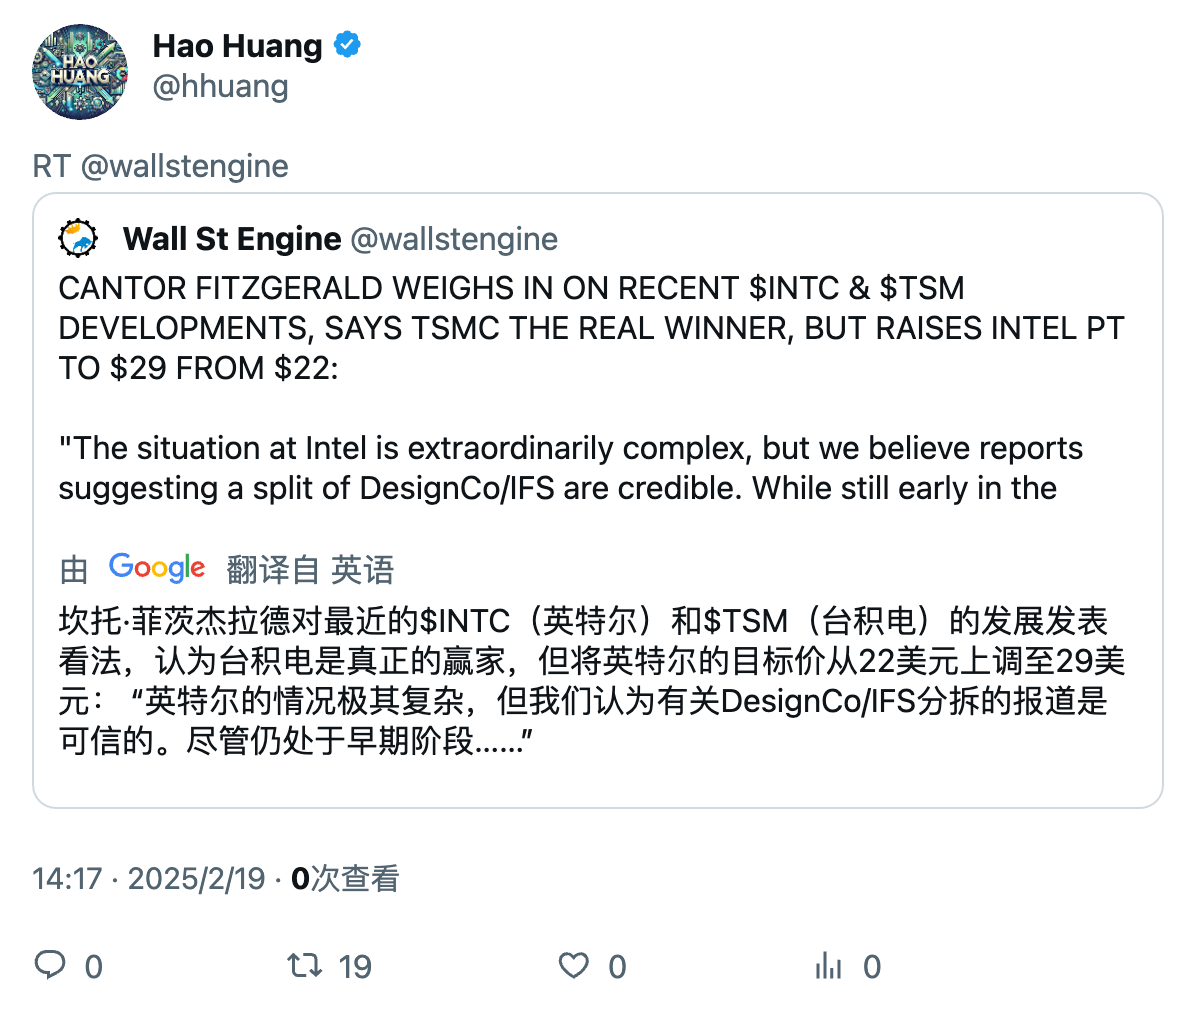 HAO
HUANG
Hao Huang
@hhuang
RT @wallstengine
Wall St Engine @wallstengine
CANTOR FITZGERALD WEIGHS IN ON RECENT $INTC & $TSM
DEVELOPMENTS, SAYS TSMC THE REAL WINNER, BUT RAISES INTEL PT
TO $29 FROM $22:
"The situation at Intel is extraordinarily complex, but we believe reports
suggesting a split of DesignCo/IFS are credible. While still early in the
由 Google 翻译自 英语
坎托·菲茨杰拉德对最近的$INTC（英特尔）和$TSM（台积电）的发展发表
看法，认为台积电是真正的赢家，但将英特尔的目标价从22美元上调至29美
元： “英特尔的情况极其复杂，但我们认为有关DesignCo/IFS分拆的报道是
可信的。尽管仍处于早期阶段……”
14:17 · 2025/2/19 · 0次查看
0 19 0 0